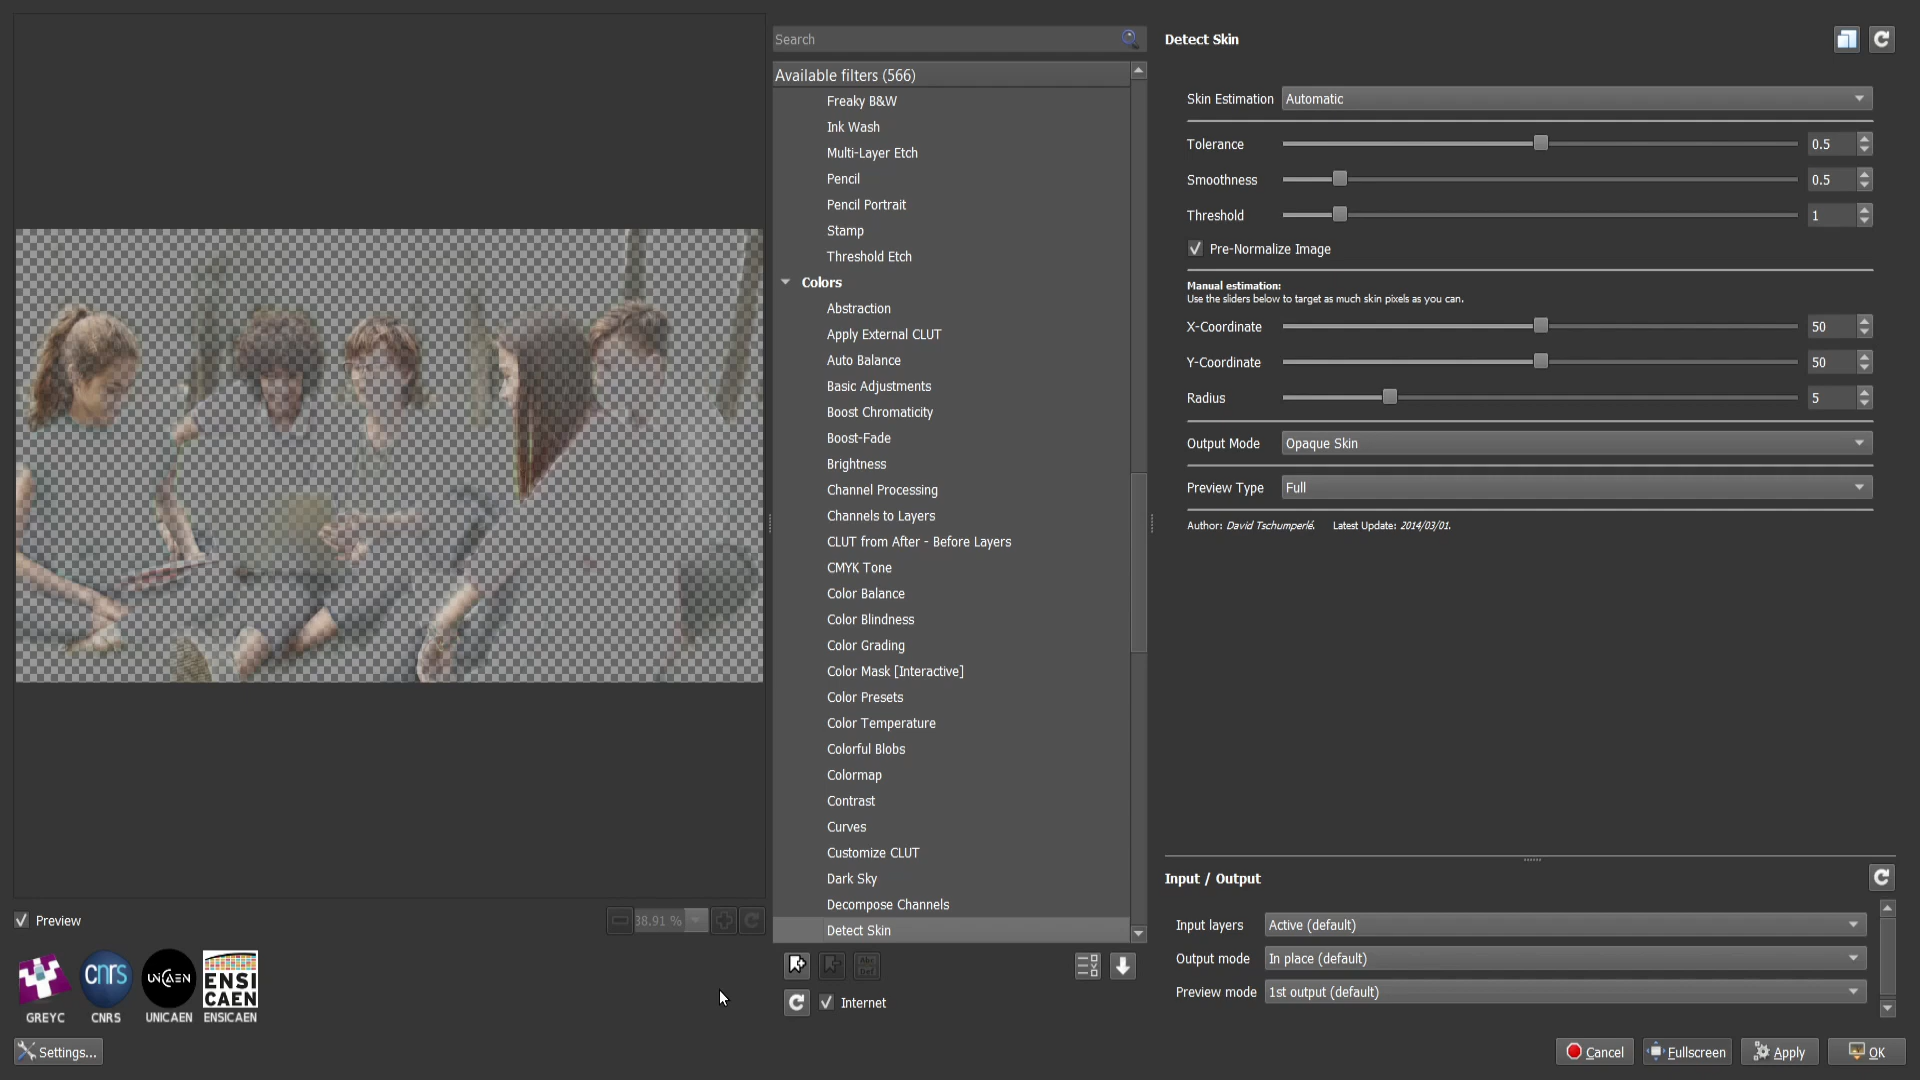 Search
Available filters (566)
Freaky B&W
Ink Wash
Multi-Layer Etch
Pencil
Pencil Portrait
Stamp
Threshold Etch
Colors
Abstraction
Apply External CLUT
Auto Balance
Basic Adjustments
Boost Chromaticity
Boost-Fade
Brightness
Channel Processing
Channels to Layers
CLUT from After - Before Layers
CMYK Tone
Color Balance
Color Blindness
Color Grading
Color Mask [Interactive]
Color Presets
Color Temperature
Colorful Blobs
Colormap
Contrast
Curves
Customize CLUT
Dark Sky
Decompose Channels
Detect Skin
Internet
Preview
38.91 %
GREYC
cnrs
CNRS
UNICAEN
UNICAEN
ENSI
CAEN
ENSICAEN
Settings...
Detect Skin
Skin Estimation Automatic
Tolerance 0.5
Smoothness 0.5
Threshold 1
Pre-Normalize Image
Manual estimation:
Use the sliders below to target as much skin pixels as you can.
X-Coordinate 50
Y-Coordinate 50
Radius 5
Output Mode Opaque Skin
Preview Type Full
Author: David Tschumperlé. Latest Update: 2014/03/01.
Input / Output
Input layers Active (default)
Output mode In place (default)
Preview mode 1st output (default)
Cancel Fullscreen Apply OK